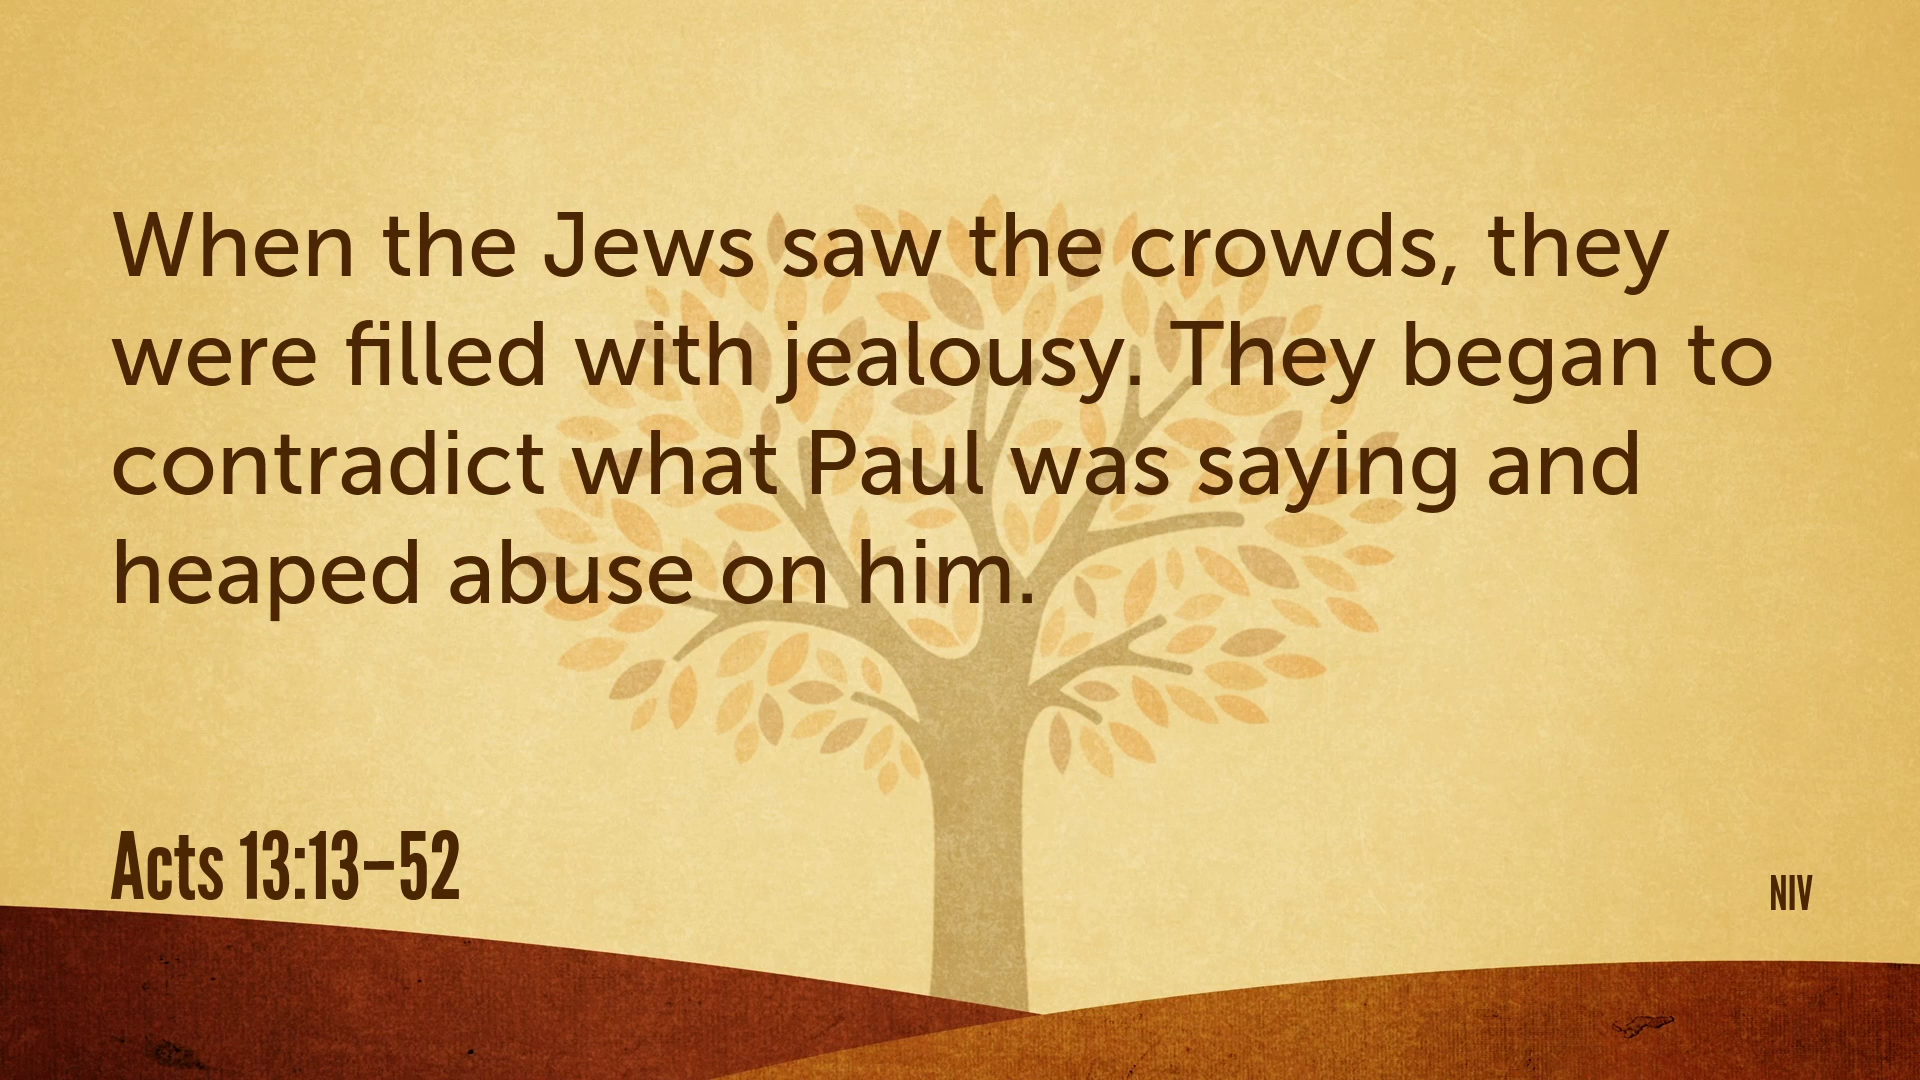 When the Jews saw the crowds, they
were filled with jealousy. They began to
contradict what Paul was saying and
heaped abuse on him.
Acts 13:13–52
NIV